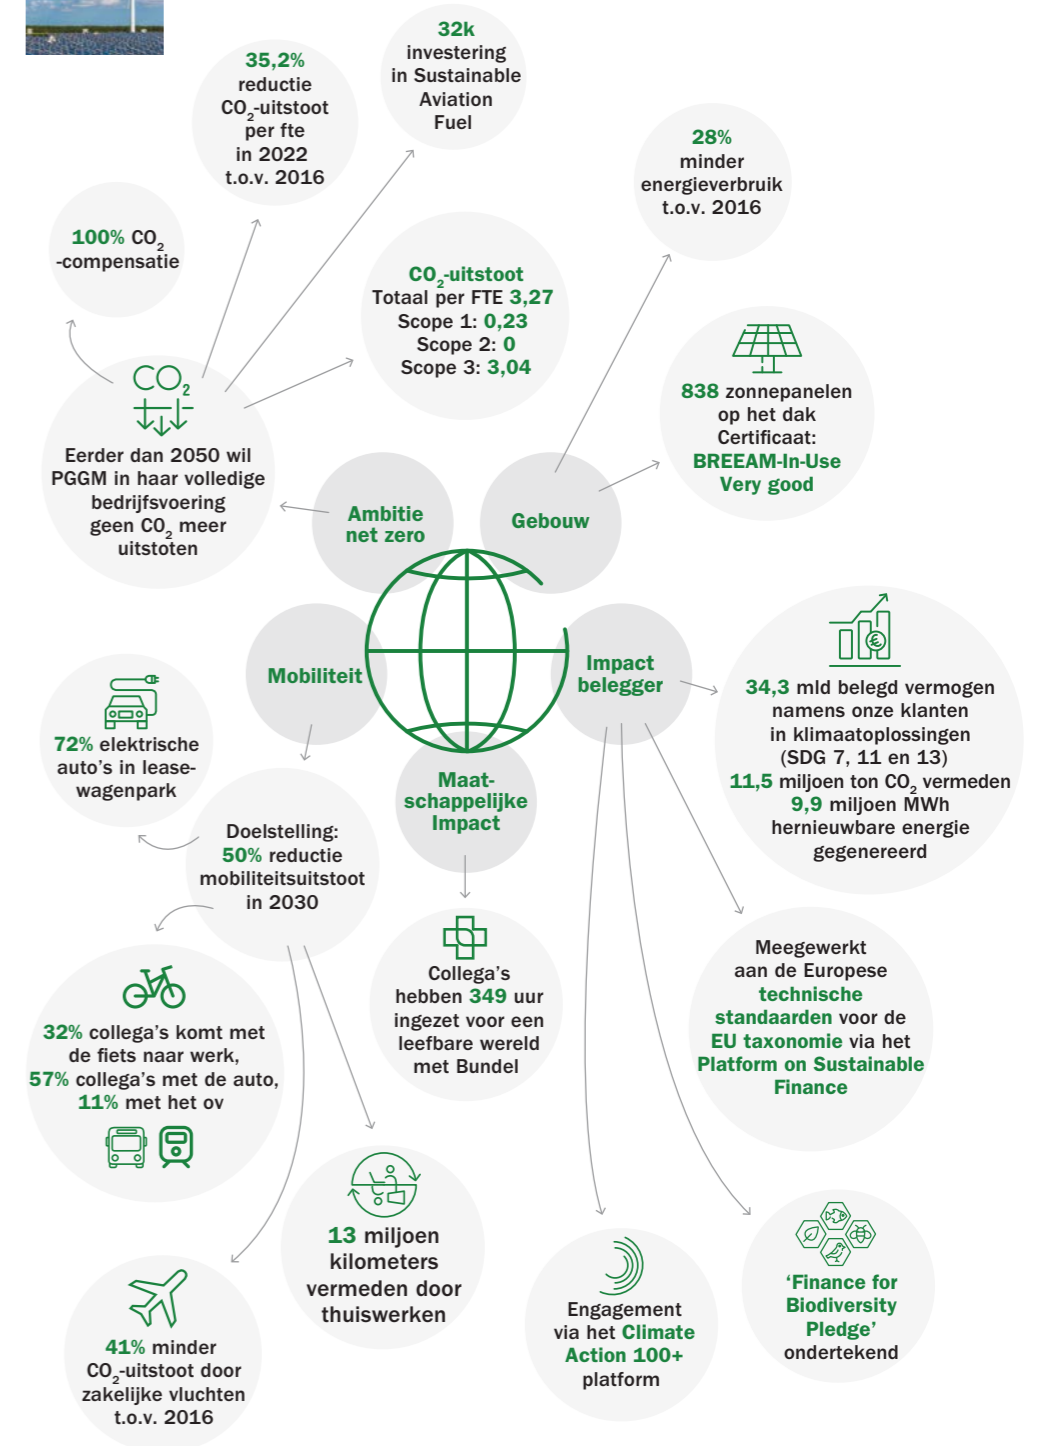 32k
investering
in Sustainable
Aviation
Fuel
35,2%
reductie
CO₂-uitstoot
per fte
in 2022
t.o.v. 2016
28%
minder
energieverbruik
t.o.v. 2016
100% CO₂
-compensatie
CO₂-uitstoot
Totaal per FTE 3,27
Scope 1: 0,23
Scope 2: 0
Scope 3: 3,04
838 zonnepanelen
op het dak
Certificaat:
BREEAM-In-Use
Very good
CO₂
Eerder dan 2050 wil
PGGM in haar volledige
bedrijfsvoering
geen CO₂ meer
uitstoten
Ambitie
net zero
Gebouw
Mobiliteit
Impact
belegger
34,3 mld belegd vermogen
namens onze klanten
in klimaatoplossingen
(SDG 7, 11 en 13)
11,5 miljoen ton CO₂ vermeden
9,9 miljoen MWh
hernieuwbare energie
gegenereerd
72% elektrische
auto's in lease-
wagenpark
Maat-
schappelijke
Impact
Doelstelling:
50% reductie
mobiliteitsuitstoot
in 2030
Collega's
hebben 349 uur
ingezet voor een
leefbare wereld
met Bundel
Meegewerkt
aan de Europese
technische
standaarden voor de
EU taxonomie via het
Platform on Sustainable
Finance
32% collega's komt met
de fiets naar werk,
57% collega's met de auto,
11% met het ov
13 miljoen
kilometers
vermeden door
thuiswerken
Engagement
via het Climate
Action 100+
platform
‘Finance for
Biodiversity
Pledge’
ondertekend
41% minder
CO₂-uitstoot door
zakelijke vluchten
t.o.v. 2016